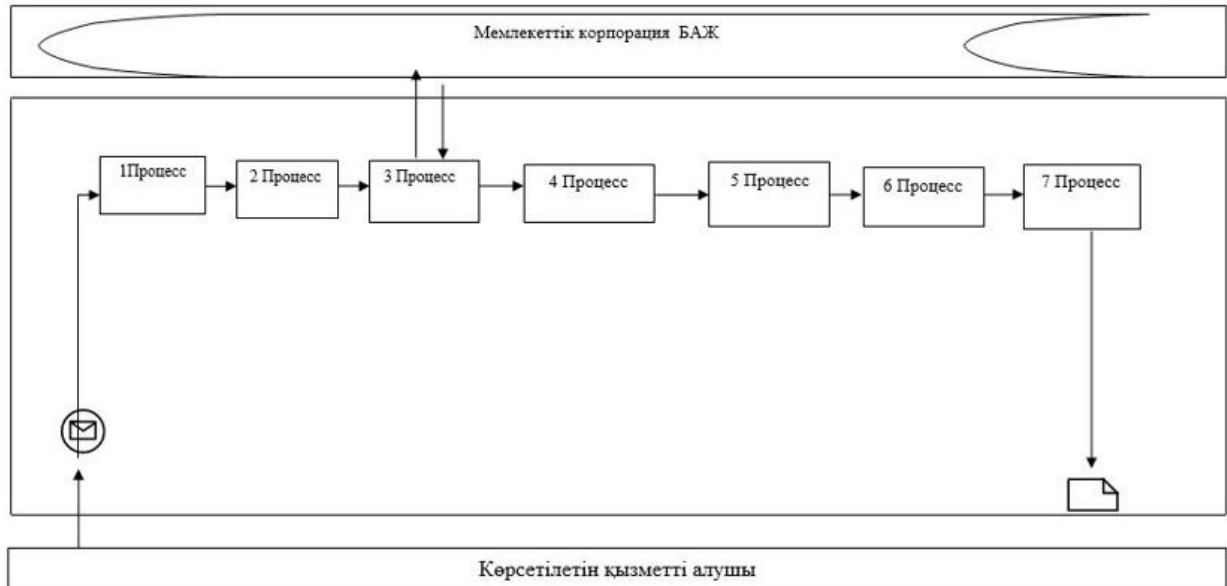 Мемлекеттік корпорация БАЖ
1Процесс
2 Процесс
3 Процесс
4 Процесс
5 Процесс
6 Процесс
7 Процесс
Көрсетілетін қызметті алушы